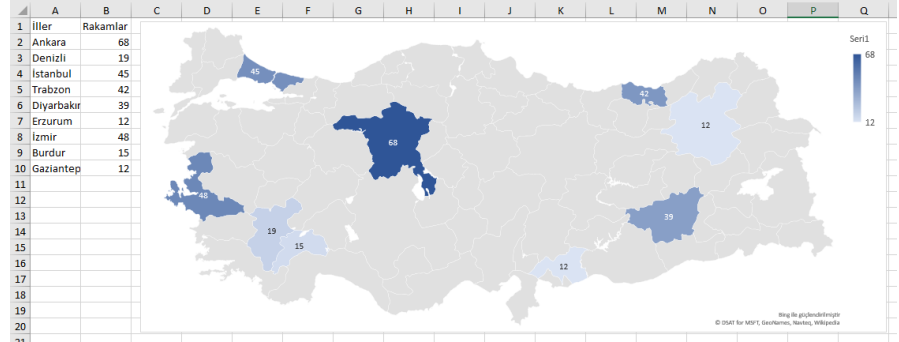 A B C D E F G H I J K L M N O P Q
1 İller Rakamlar
2 Ankara 68
3 Denizli 19
4 İstanbul 45
5 Trabzon 42
6 Diyarbakır 39
7 Erzurum 12
8 İzmir 48
9 Burdur 15
10 Gaziantep 12
11
12
13
14
15
16
17
18
19
20
21
Seri1
68
12
45
42
12
68
48
39
19
15
12
Bing ile güçlendirilmiştir
© DSAT for MSFT, GeoNames, Navteq, Wikipedia